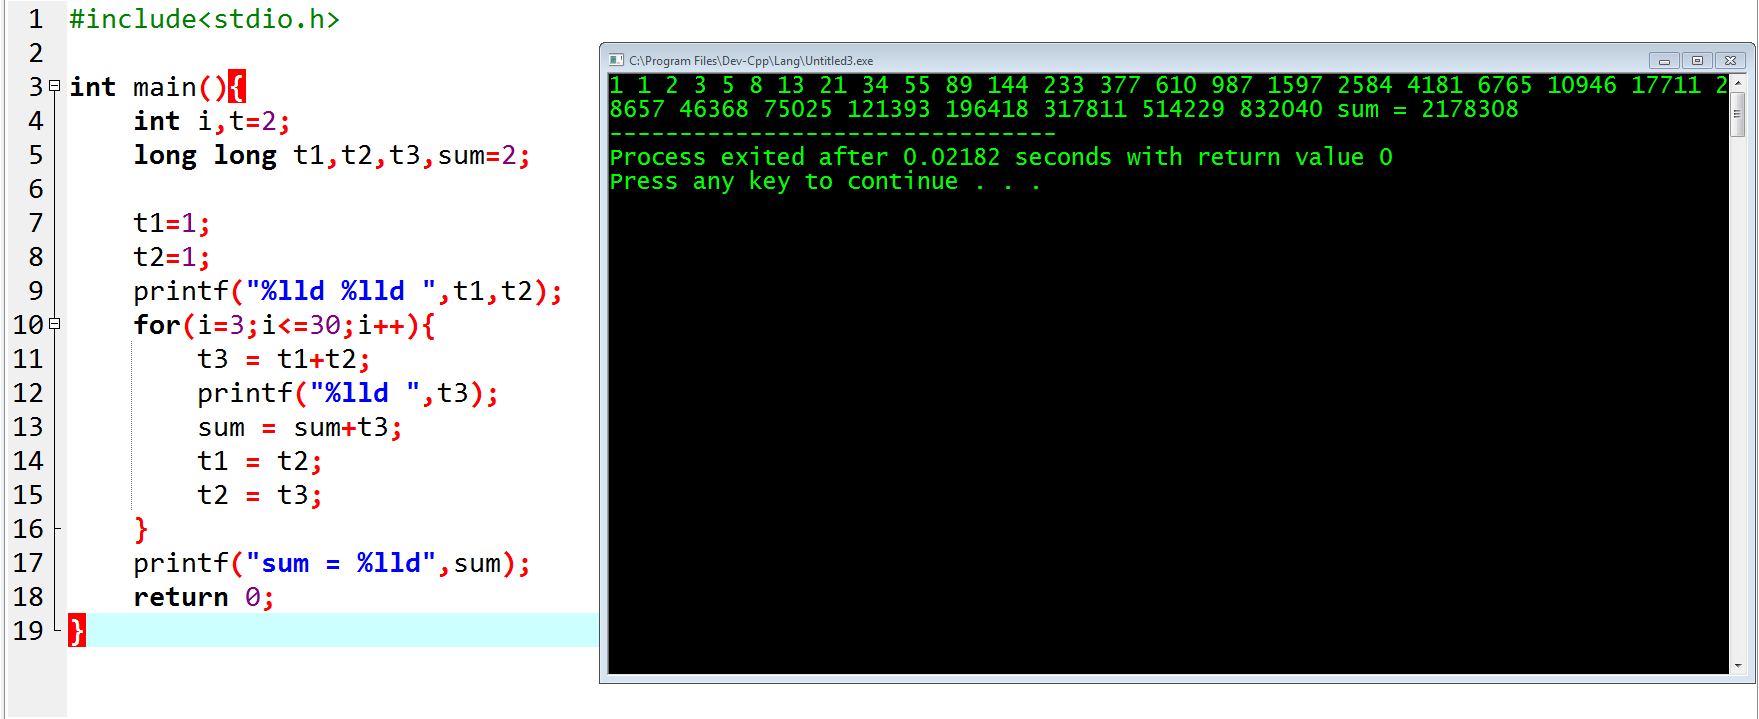 1 #include<stdio.h>
2
3 int main(){
4 int i,t=2;
5 long long t1,t2,t3,sum=2;
6
7 t1=1;
8 t2=1;
9 printf("%lld %lld ",t1,t2);
10 for(i=3;i<=30;i++){
11 t3 = t1+t2;
12 printf("%lld ",t3);
13 sum = sum+t3;
14 t1 = t2;
15 t2 = t3;
16 }
17 printf("sum = %lld",sum);
18 return 0;
19 }
C:\Program Files\Dev-Cpp\Lang\Untitled3.exe
1 1 2 3 5 8 13 21 34 55 89 144 233 377 610 987 1597 2584 4181 6765 10946 17711 2
8657 46368 75025 121393 196418 317811 514229 832040 sum = 2178308
--------------------------------
Process exited after 0.02182 seconds with return value 0
Press any key to continue . . .